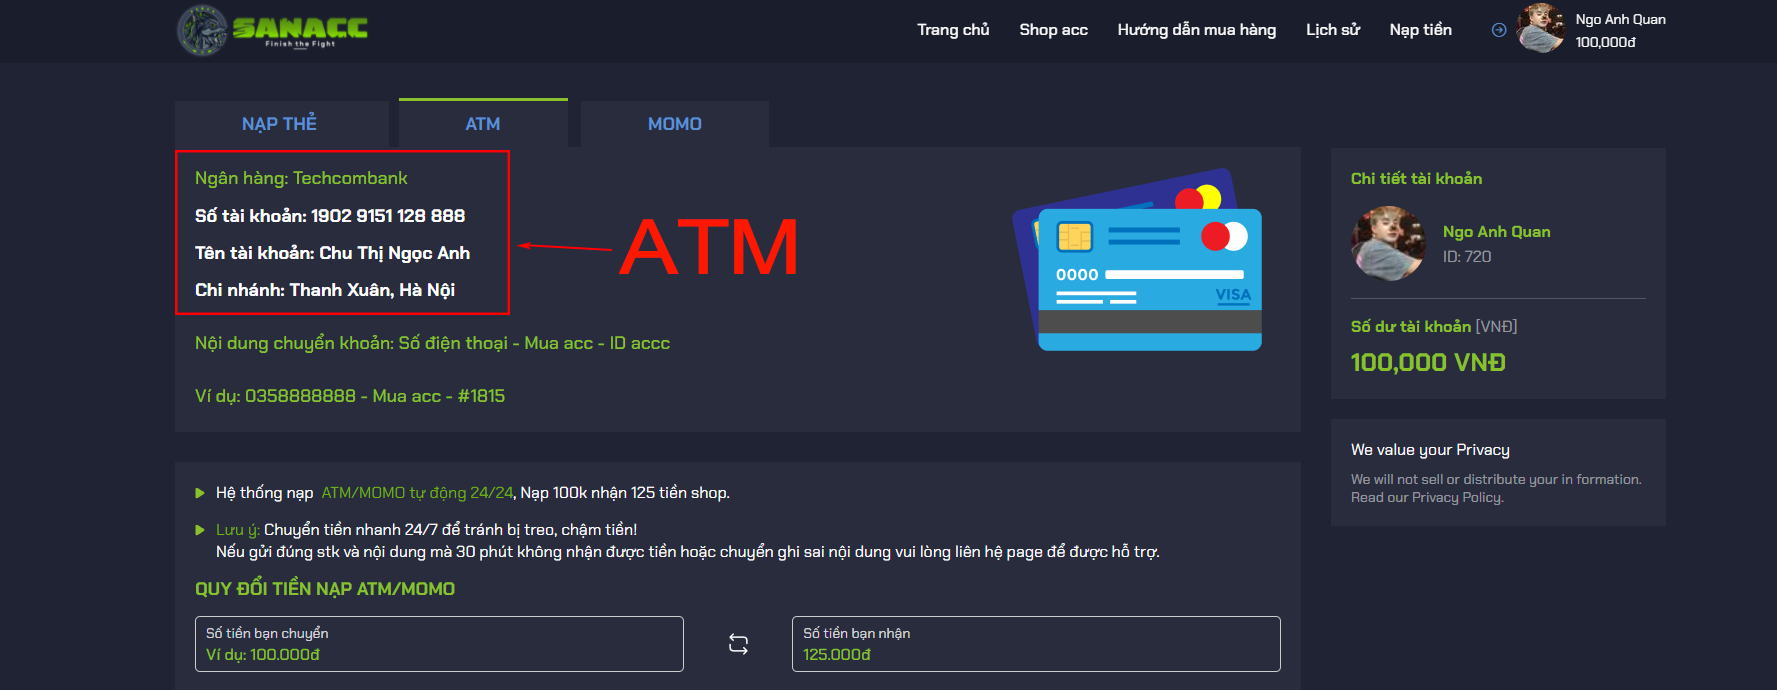 SANACC
Finish the Fight
Trang chủ
Shop acc
Hướng dẫn mua hàng
Lịch sử
Nạp tiền
Ngo Anh Quan
100,000đ
NẠP THẺ
ATM
MOMO
Ngân hàng: Techcombank
Số tài khoản: 1902 9151 128 888
Tên tài khoản: Chu Thị Ngọc Anh
Chi nhánh: Thanh Xuân, Hà Nội
ATM
0000
VISA
Nội dung chuyển khoản: Số điện thoại - Mua acc - ID accc
Ví dụ: 0358888888 - Mua acc - #1815
Chi tiết tài khoản
Ngo Anh Quan
ID: 720
Số dư tài khoản [VNĐ]
100,000 VNĐ
We value your Privacy
We will not sell or distribute your in formation.
Read our Privacy Policy.
Hệ thống nạp ATM/MOMO tự động 24/24, Nạp 100k nhận 125 tiền shop.
Lưu ý: Chuyển tiền nhanh 24/7 để tránh bị treo, chậm tiền!
Nếu gửi đúng stk và nội dung mà 30 phút không nhận được tiền hoặc chuyển ghi sai nội dung vui lòng liên hệ page để được hỗ trợ.
QUY ĐỔI TIỀN NẠP ATM/MOMO
Số tiền bạn chuyển
Ví dụ: 100.000đ
Số tiền bạn nhận
125.000đ